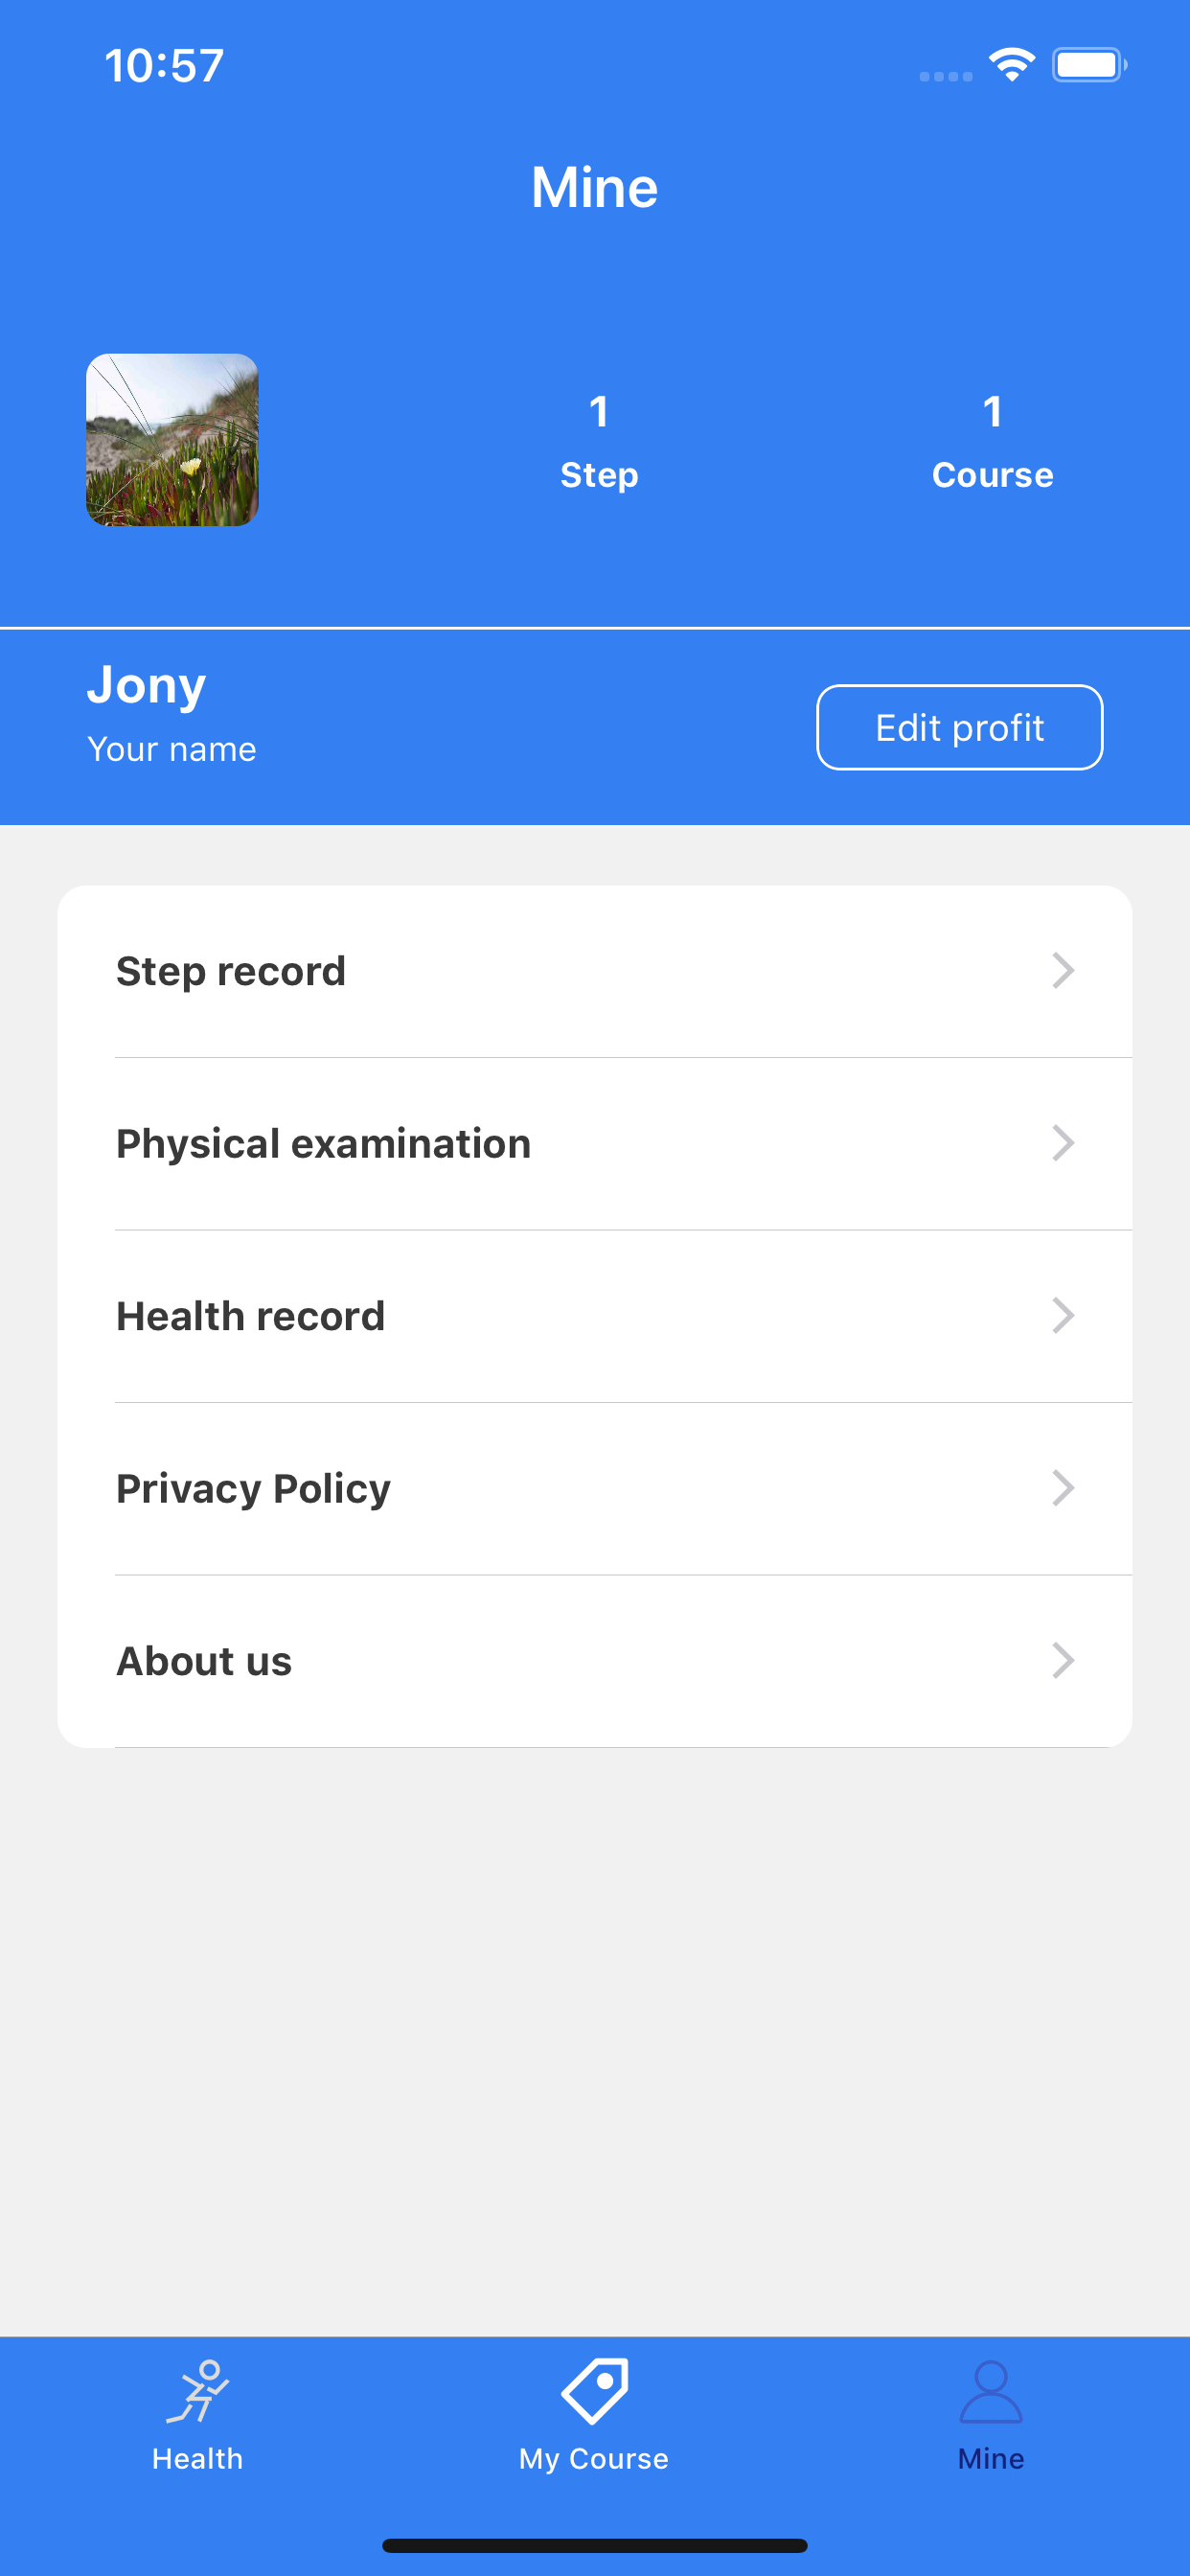 10:57
Mine
1
Step
1
Course
Jony
Your name
Edit profit
Step record
Physical examination
Health record
Privacy Policy
About us
Health
My Course
Mine